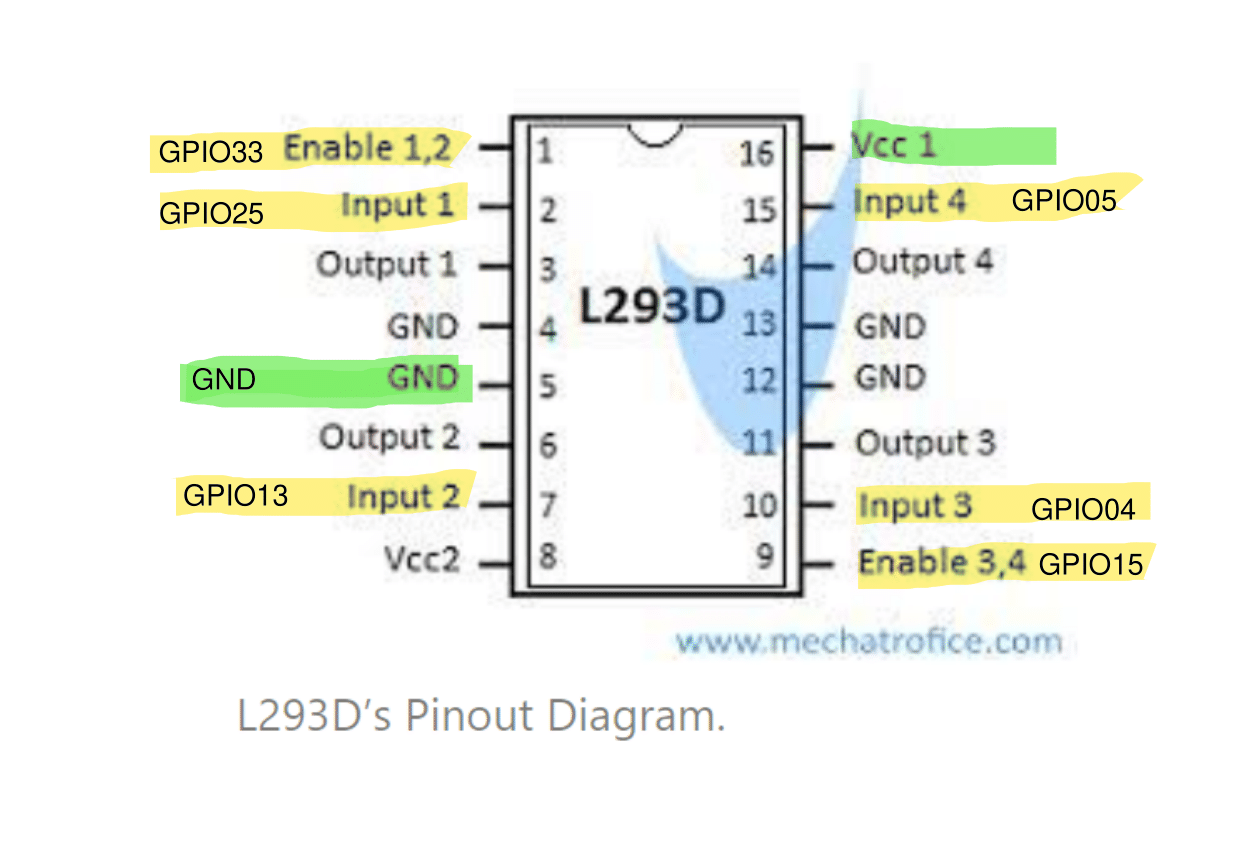 GPIO33 Enable 1,2 1 16 Vcc 1
GPIO25 Input 1 2 15 Input 4 GPIO05
Output 1 3 14 Output 4
L293D
GND 4 13 GND
GND GND 5 12 GND
Output 2 6 11 Output 3
GPIO13 Input 2 7 10 Input 3 GPIO04
Vcc2 8 9 Enable 3,4 GPIO15
www.mechatrofice.com
L293D’s Pinout Diagram.